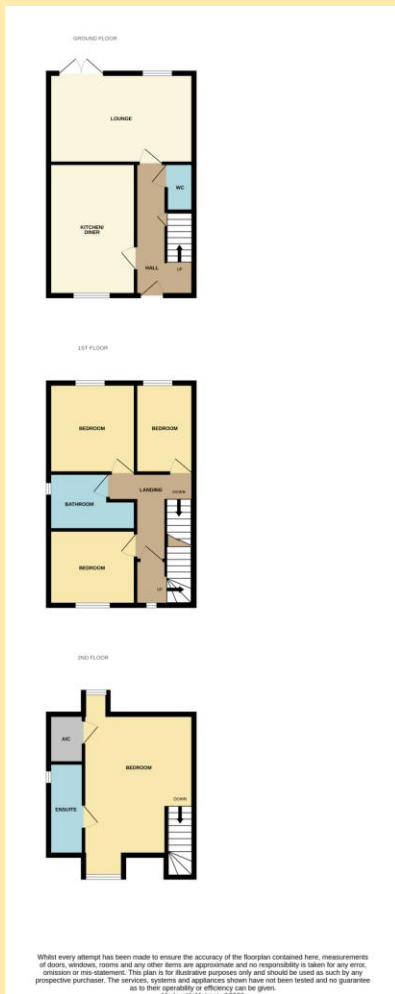 GROUND FLOOR
LOUNGE
WC
KITCHEN/
DINER
HALL
UP
1ST FLOOR
BEDROOM
BEDROOM
LANDING
DOWN
BATHROOM
BEDROOM
UP
2ND FLOOR
A/C
BEDROOM
DOWN
ENSUITE
Whilst every attempt has been made to ensure the accuracy of the floorplan contained here, measurements
of doors, windows, rooms and any other items are approximate and no responsibility is taken for any error,
omission or mis-statement. This plan is for illustrative purposes only and should be used as such by any
prospective purchaser. The services, systems and appliances shown have not been tested and no guarantee
as to their operability or efficiency can be given.